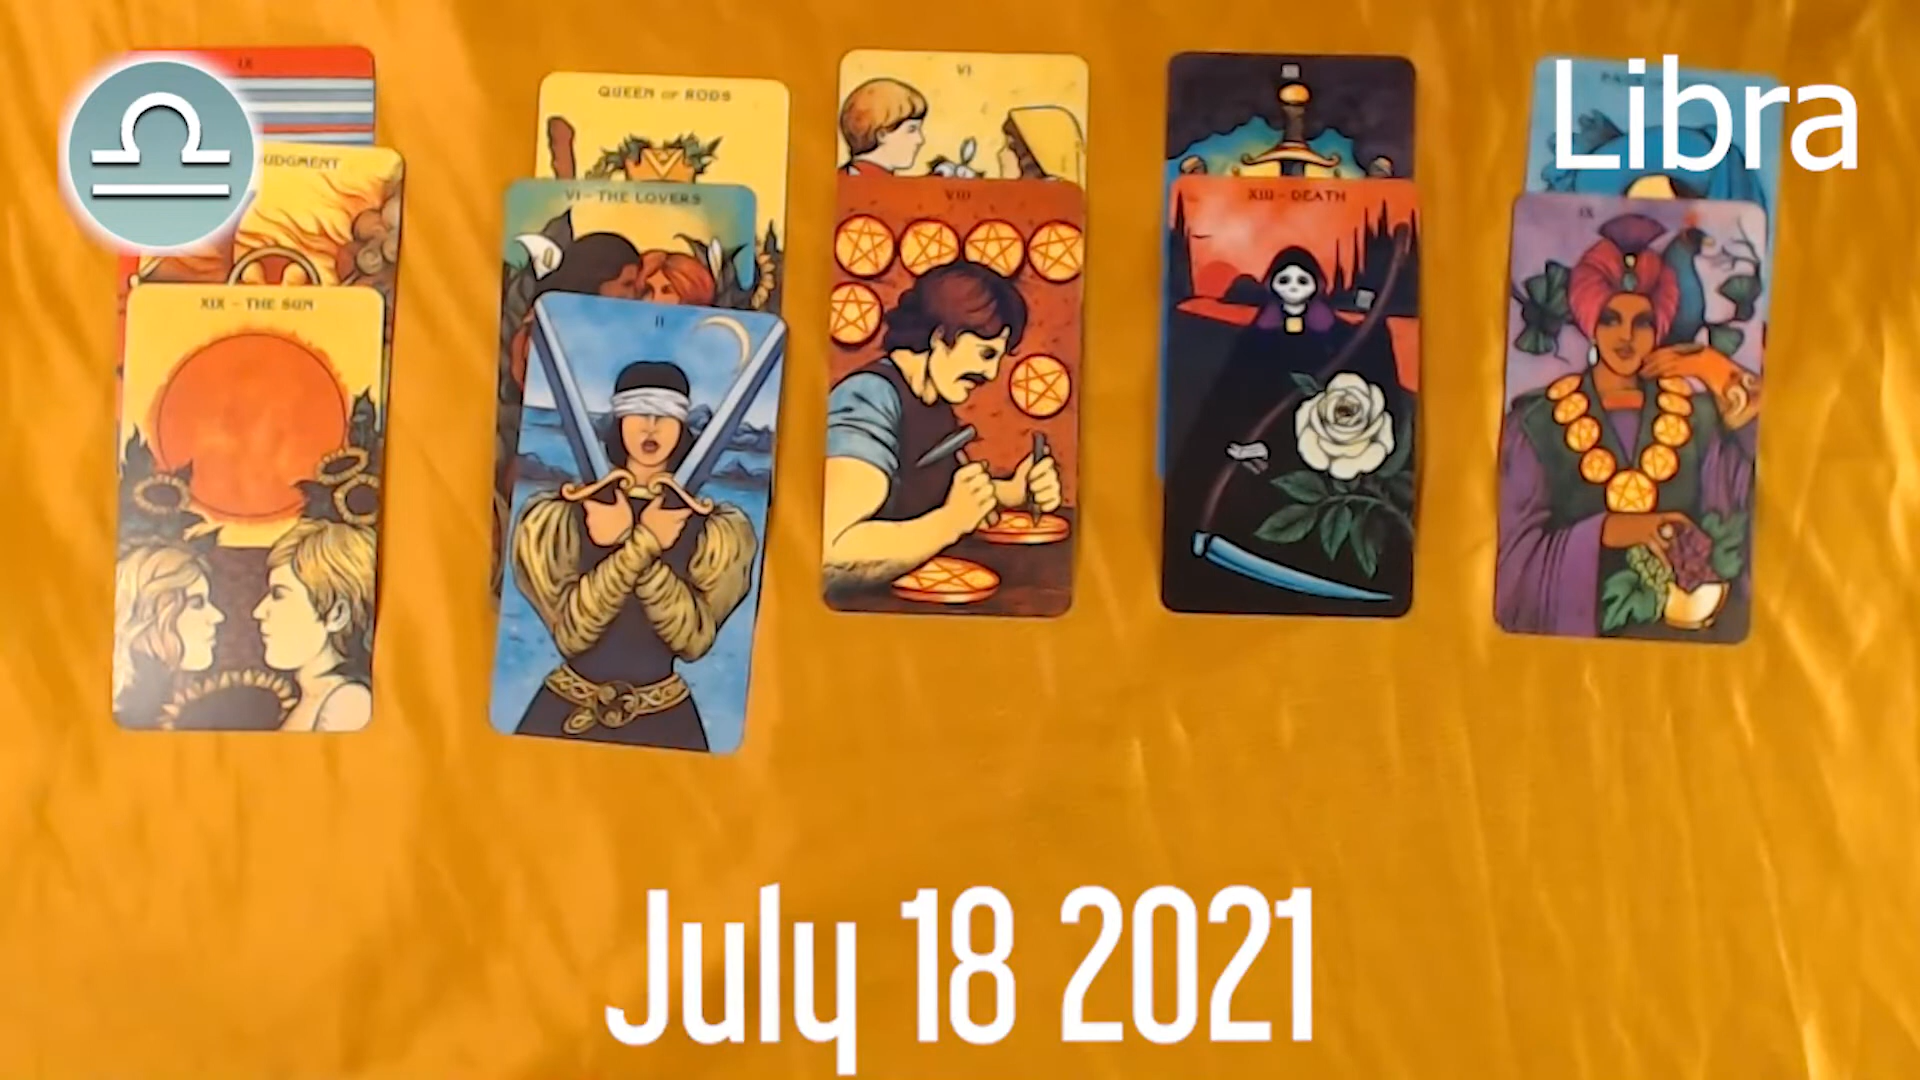 Libra
IX
JUDGMENT
XIX - THE SUN
QUEEN OF RODS
VI - THE LOVERS
II
VI
VIII
XIII - DEATH
IX
July 18 2021